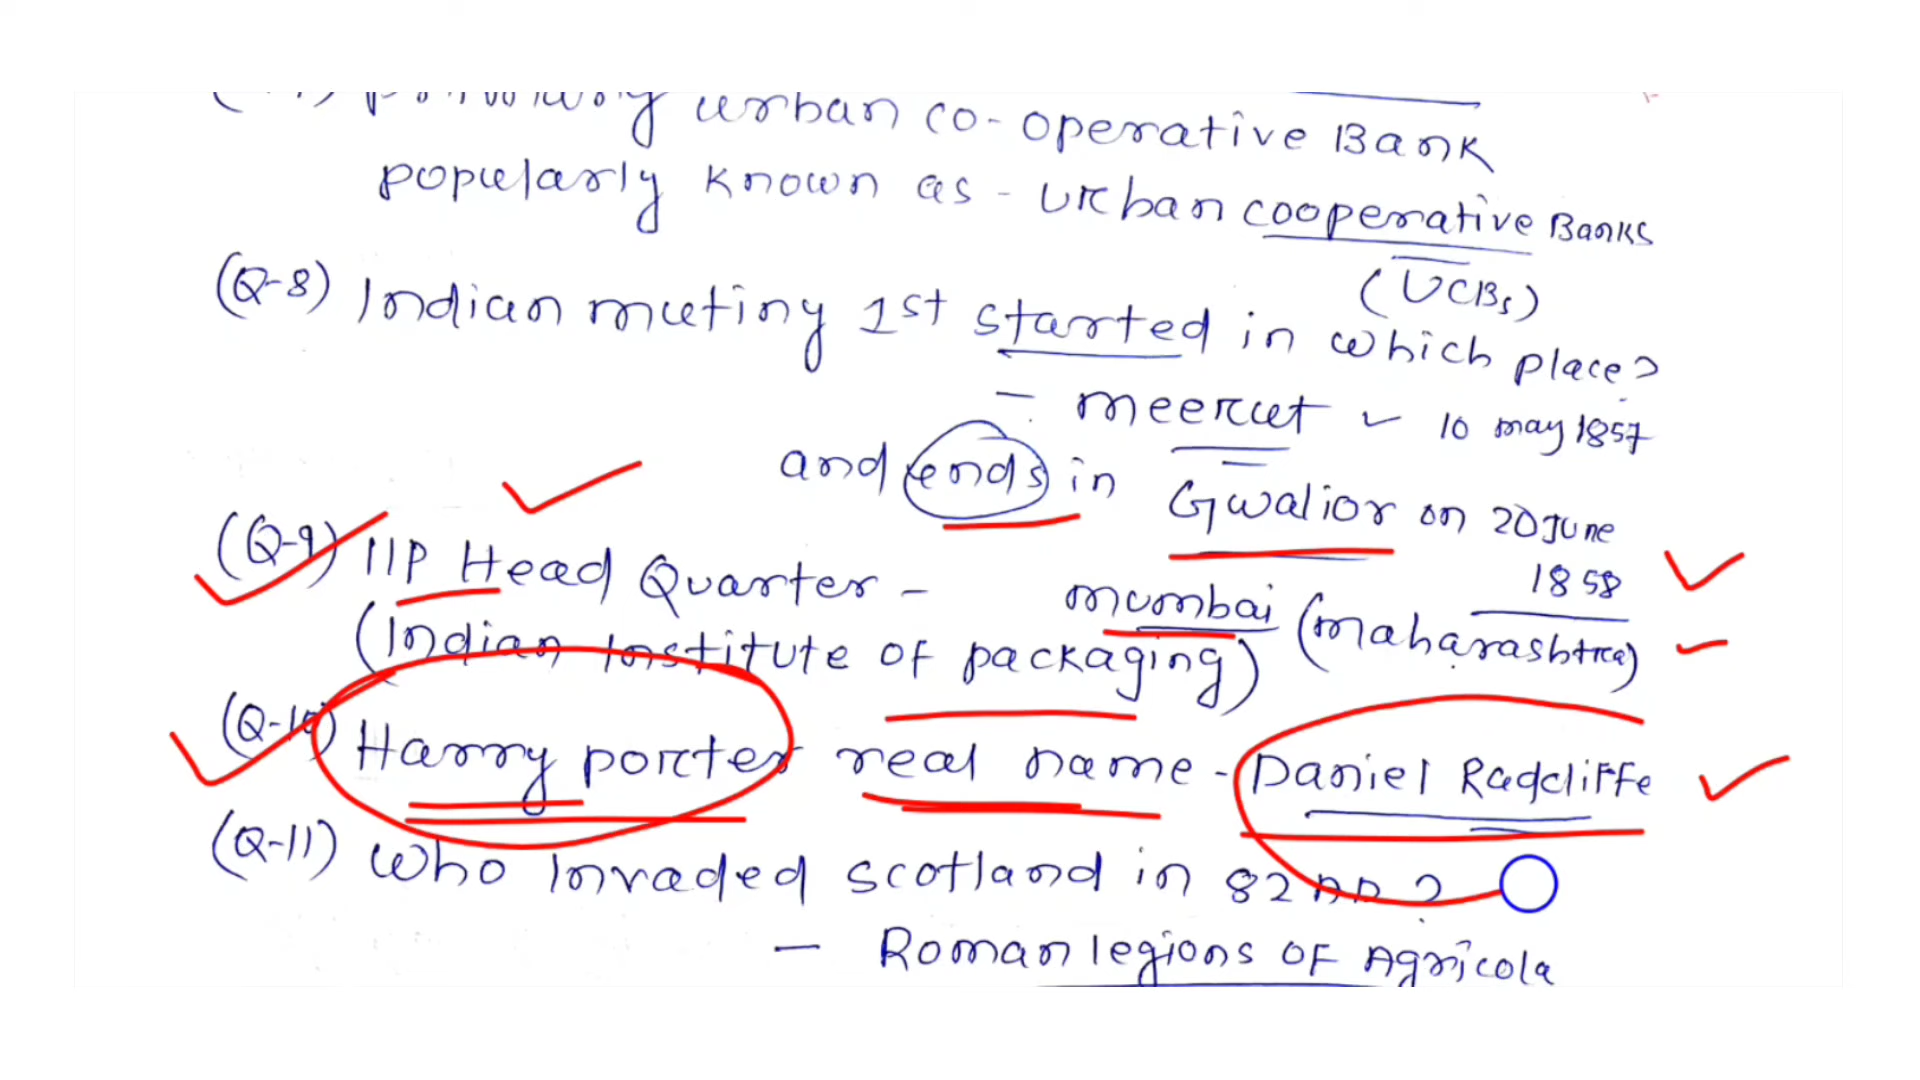 urban co-operative Bank
popularly known as - urban cooperative Banks
(UCBs)
(Q-8) Indian mutiny 1st started in which place?
- meerut 10 may 1857
and ends in Gwalior on 20 June
1858
(Q-9) IIP Head Quarter - mumbai (maharashtra)
(Indian Institute of packaging)
(Q-10) Harry porter real name - Daniel Radcliffe
(Q-11) who Invaded scotland in 82 AD ?
- Roman legions of Agricola